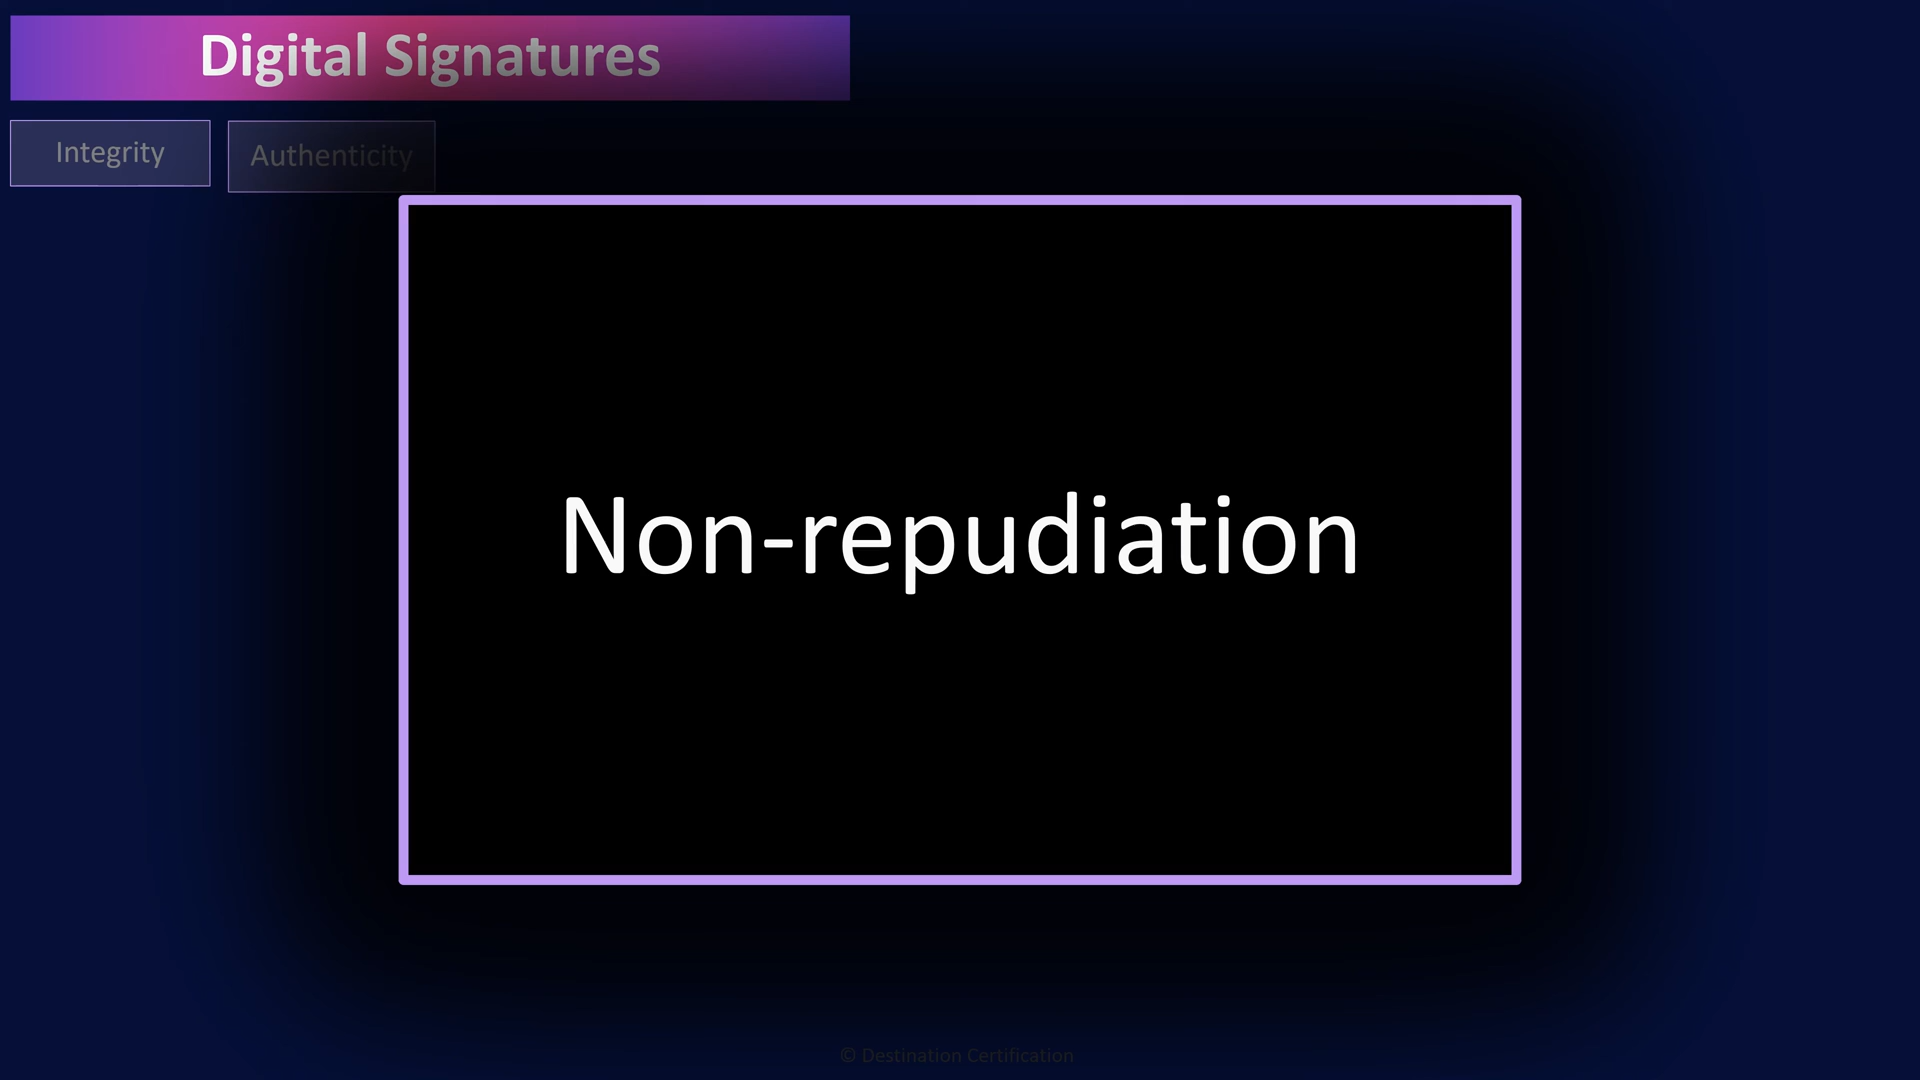 Digital Signatures
Integrity
Authenticity
Non-repudiation
© Destination Certification